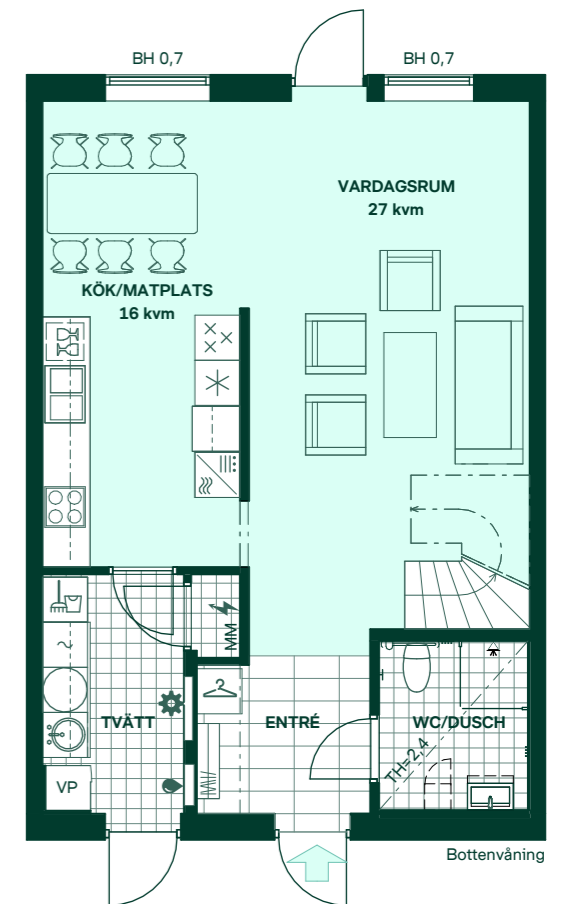 BH 0,7
BH 0,7
VARDAGSRUM
27 kvm
KÖK/MATPLATS
16 kvm
MM
TVÄTT
ENTRÉ
WC/DUSCH
TH=2,4
VP
Bottenvåning